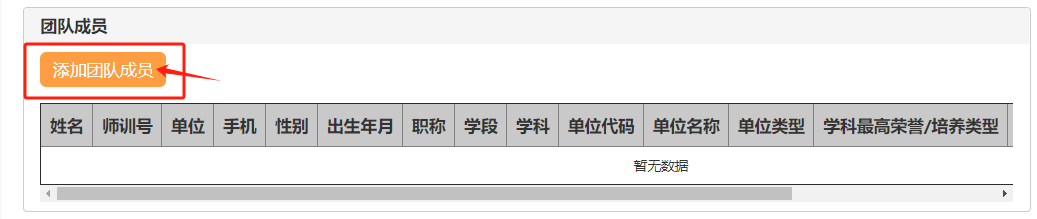 团队成员
添加团队成员
姓名 师训号 单位 手机 性别 出生年月 职称 学段 学科 单位代码 单位名称 单位类型 学科最高荣誉/培养类型
暂无数据